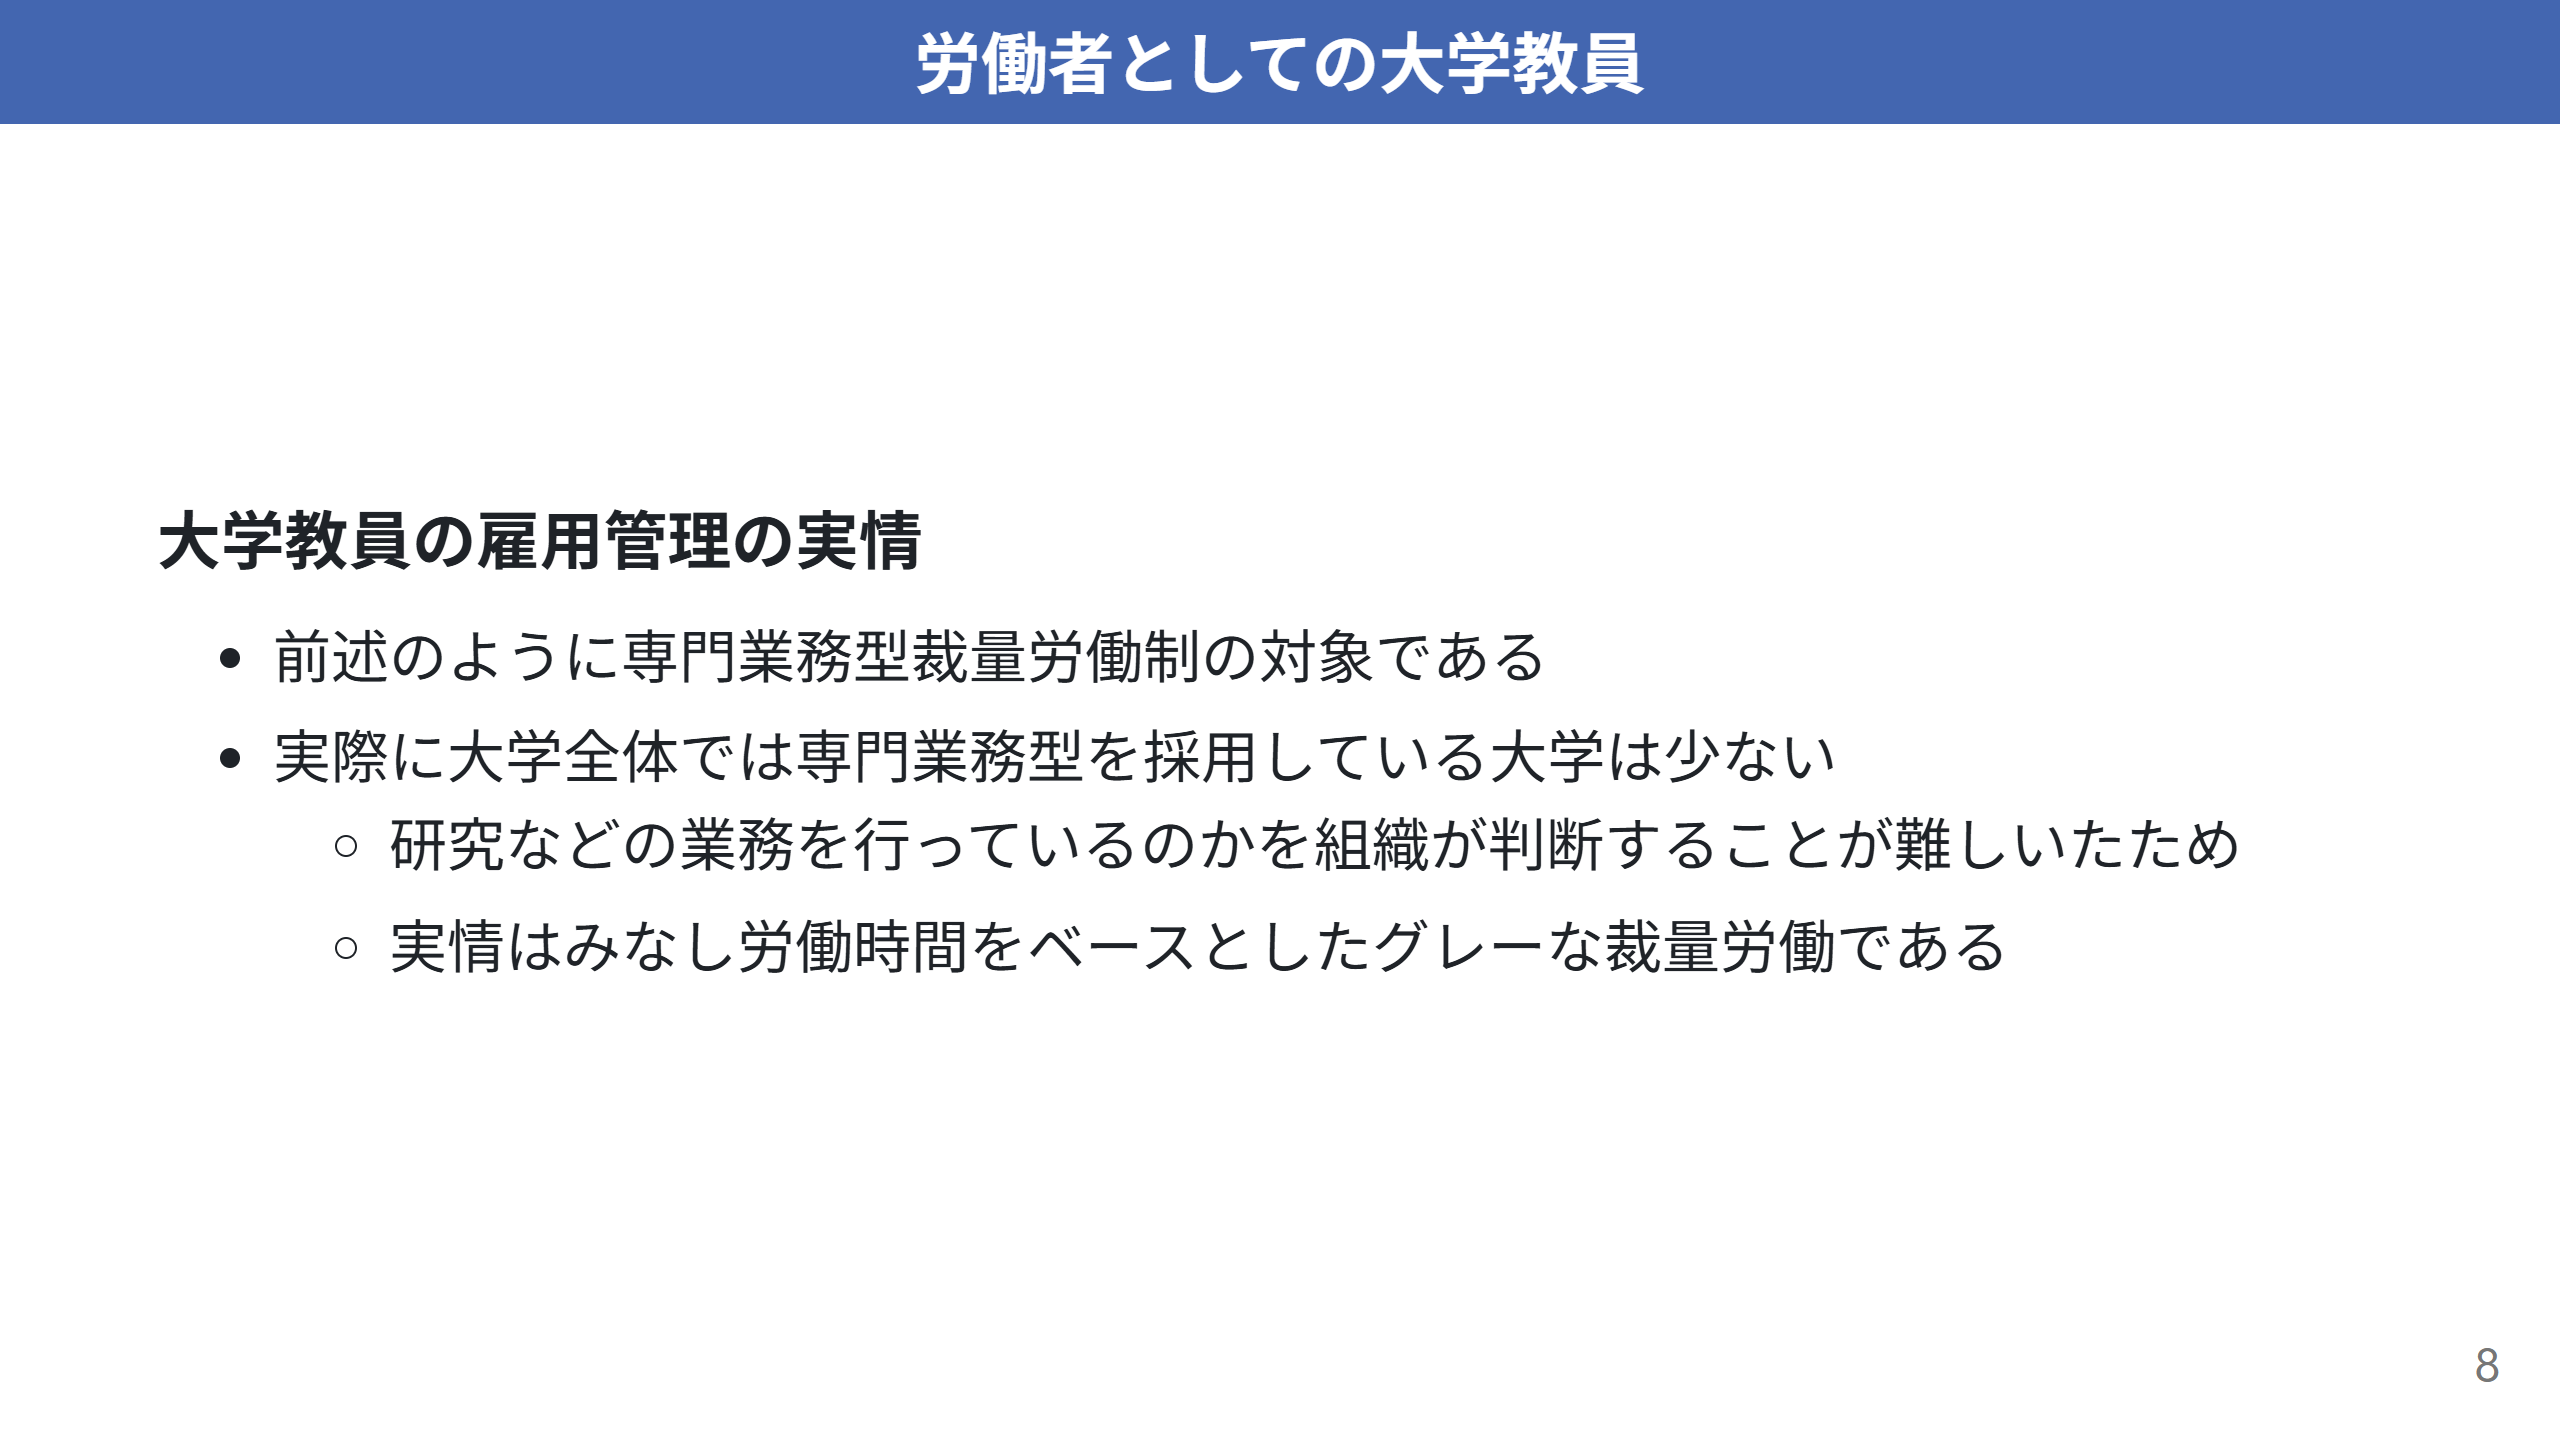 労働者としての大学教員
大学教員の雇用管理の実情
前述のように専門業務型裁量労働制の対象である
実際に大学全体では専門業務型を採用している大学は少ない
研究などの業務を行っているのかを組織が判断することが難しいたため
実情はみなし労働時間をベースとしたグレーな裁量労働である
8